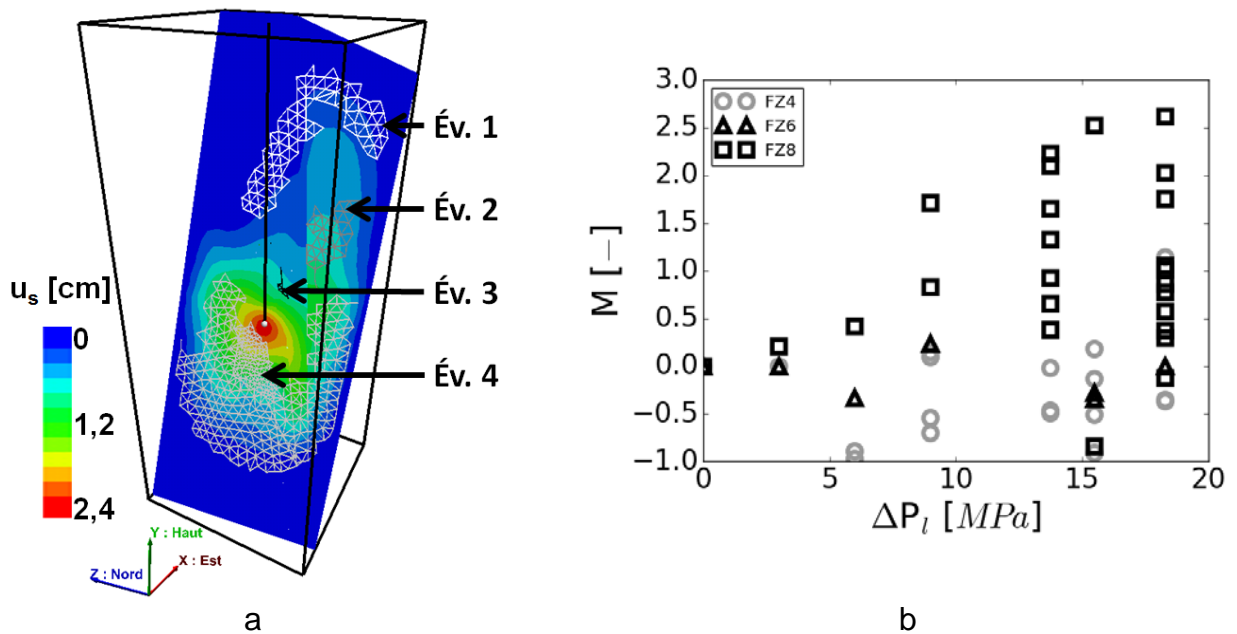 Év. 1
Év. 2
Év. 3
Év. 4
u_s [cm]
0
1,2
2,4
Y : Haut
X : Est
Z : Nord
a
3.0
2.5
2.0
1.5
1.0
0.5
0.0
−0.5
−1.0
M [−]
FZ4
FZ6
FZ8
0 5 10 15 20
ΔP_l [MPa]
b